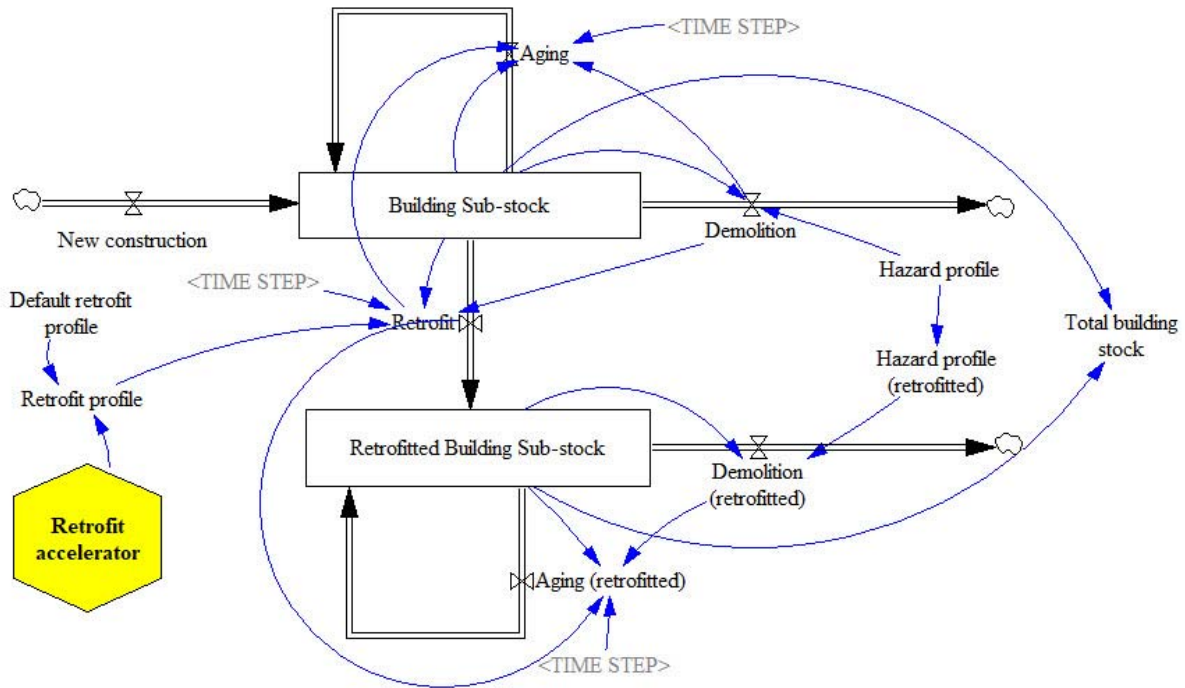 <TIME STEP>
Aging
Building Sub-stock
New construction
Demolition
Hazard profile
<TIME STEP>
Default retrofit
profile
Retrofit
Total building
stock
Hazard profile
(retrofitted)
Retrofit profile
Retrofitted Building Sub-stock
Demolition
(retrofitted)
Retrofit
accelerator
Aging (retrofitted)
<TIME STEP>